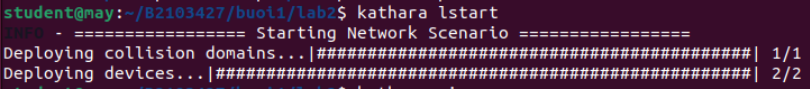 student@may:~/B2103427/buoi1/lab2$ kathara lstart
INFO - ================= Starting Network Scenario =================
Deploying collision domains...|###########################################| 1/1
Deploying devices...|#####################################################| 2/2